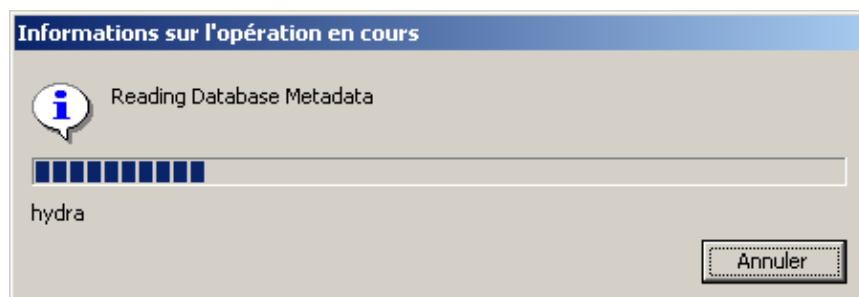 Informations sur l'opération en cours
Reading Database Metadata
hydra
Annuler